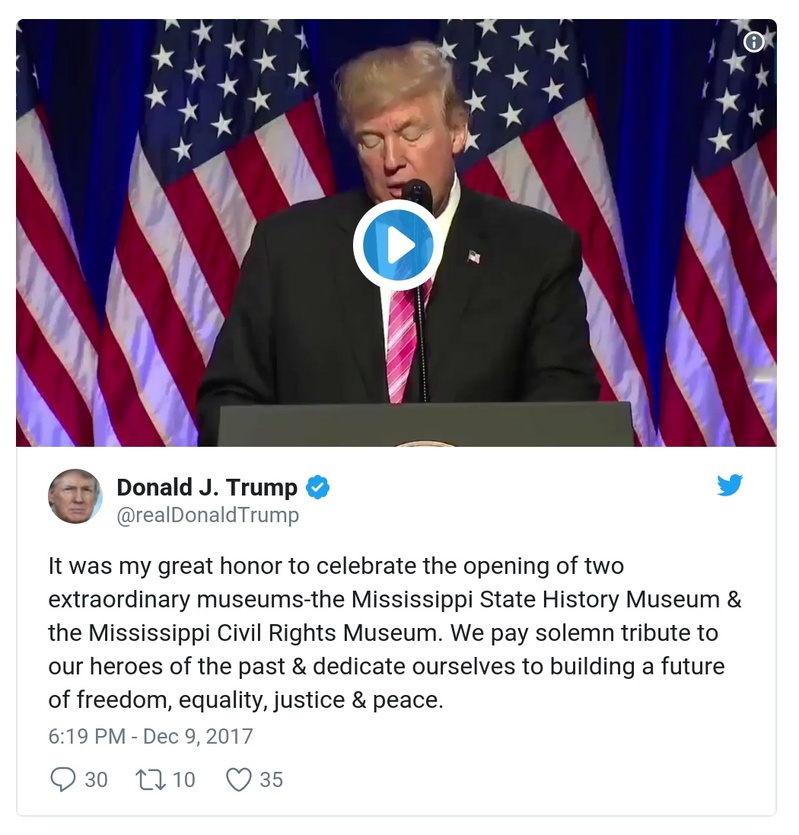 Donald J. Trump
@realDonaldTrump
It was my great honor to celebrate the opening of two
extraordinary museums-the Mississippi State History Museum &
the Mississippi Civil Rights Museum. We pay solemn tribute to
our heroes of the past & dedicate ourselves to building a future
of freedom, equality, justice & peace.
6:19 PM - Dec 9, 2017
30 10 35